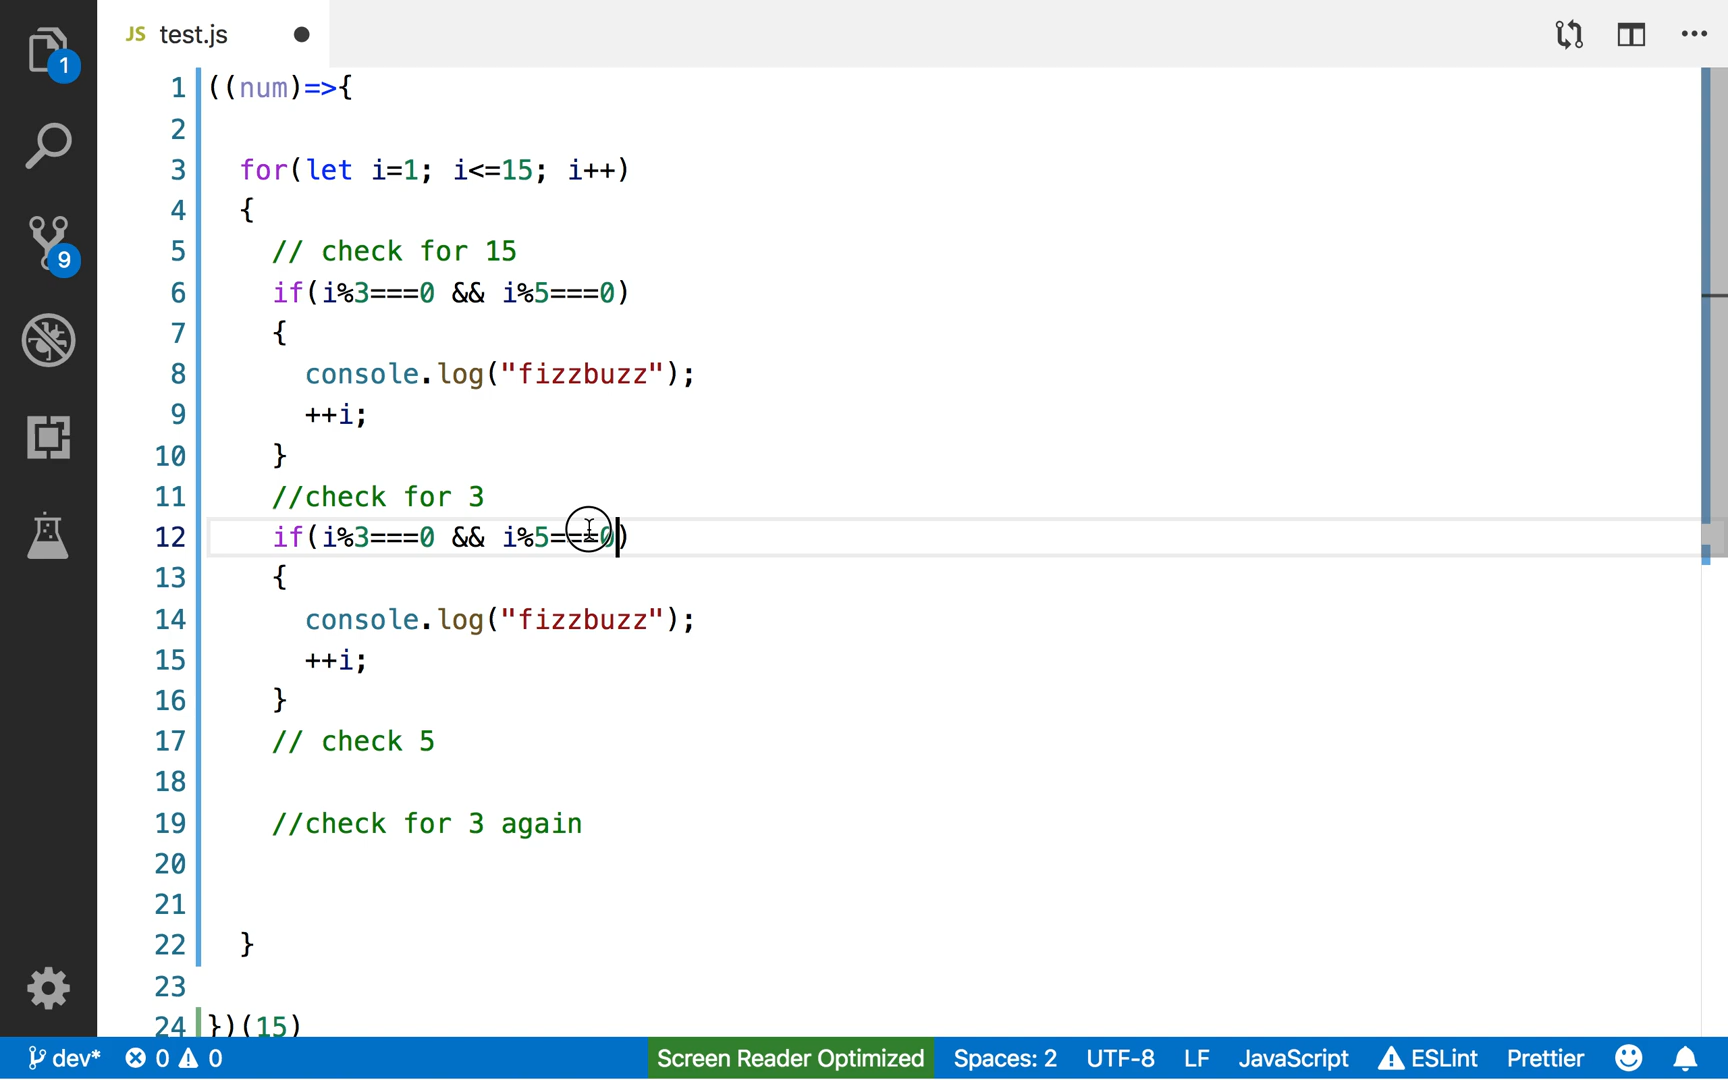 JS test.js
1
9
1 ((num)=>{
2
3 for(let i=1; i<=15; i++)
4 {
5 // check for 15
6 if(i%3===0 && i%5===0)
7 {
8 console.log("fizzbuzz");
9 ++i;
10 }
11 //check for 3
12 if(i%3===0 && i%5===0)
13 {
14 console.log("fizzbuzz");
15 ++i;
16 }
17 // check 5
18
19 //check for 3 again
20
21
22 }
23
24 })(15)
dev* 0 0 Screen Reader Optimized Spaces: 2 UTF-8 LF JavaScript ESLint Prettier